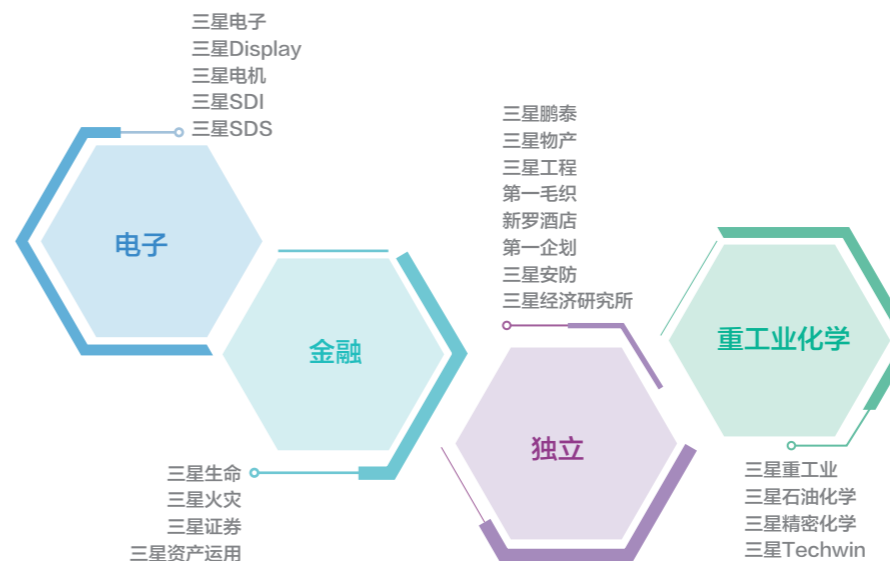 三星电子
三星Display
三星电机
三星SDI
三星SDS
电子
金融
三星生命
三星火灾
三星证券
三星资产运用
三星鹏泰
三星物产
三星工程
第一毛织
新罗酒店
第一企划
三星安防
三星经济研究所
独立
重工业化学
三星重工业
三星石油化学
三星精密化学
三星Techwin